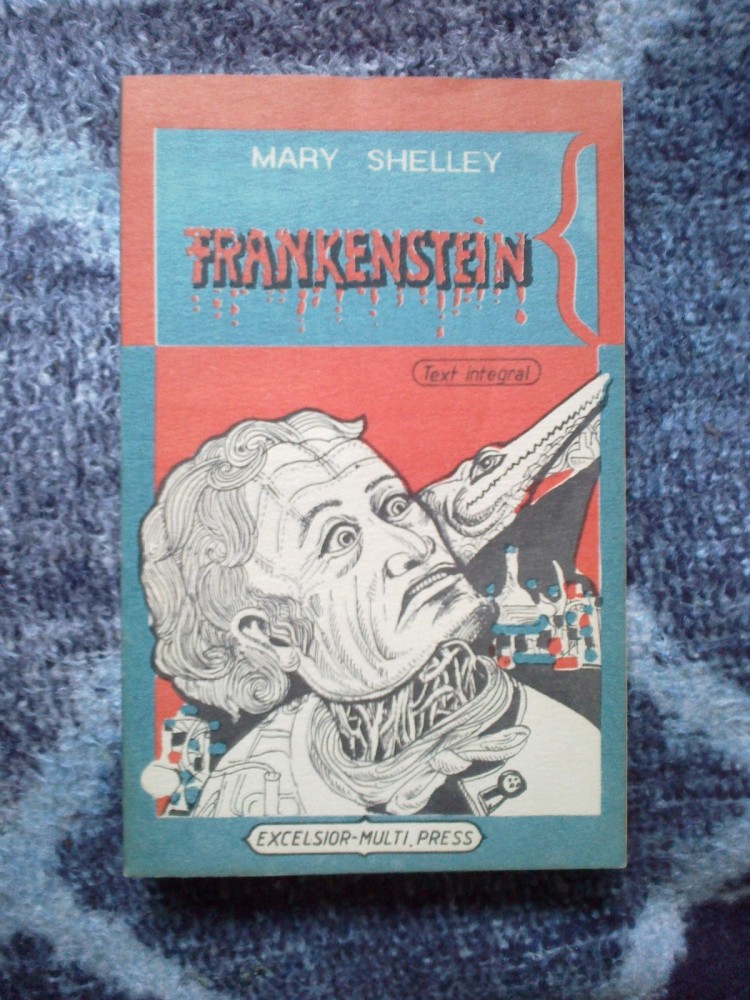 MARY SHELLEY
FRANKENSTEIN
Text integral
EXCELSIOR-MULTI PRESS